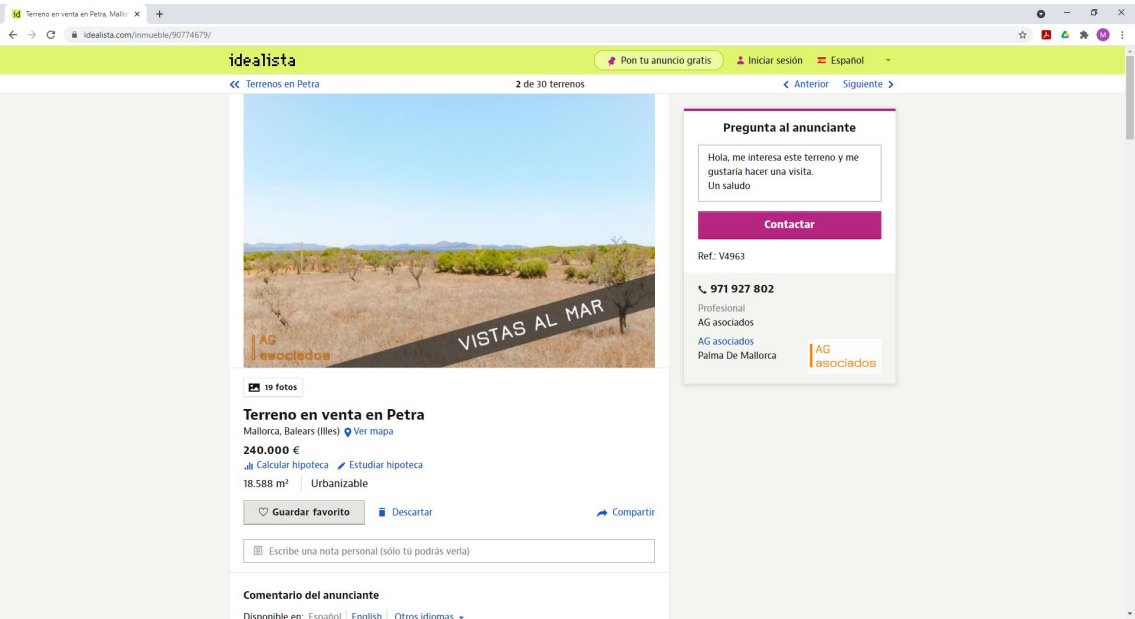 Terreno en venta en Petra, Mallo
idealista.com/inmueble/90774679/
M
idealista
Pon tu anuncio gratis
Iniciar sesión
Español
Terrenos en Petra
2 de 30 terrenos
Anterior
Siguiente
VISTAS AL MAR
AG
asociados
19 fotos
Terreno en venta en Petra
Mallorca, Balears (Illes) Ver mapa
240.000 €
Calcular hipoteca Estudiar hipoteca
18.588 m² Urbanizable
Guardar favorito
Descartar
Compartir
Escribe una nota personal (sólo tú podrás verla)
Comentario del anunciante
Disponible en: Español English Otros idiomas
Pregunta al anunciante
Hola, me interesa este terreno y me
gustaría hacer una visita.
Un saludo
Contactar
Ref.: V4963
971 927 802
Profesional
AG asociados
AG asociados
Palma De Mallorca
AG
asociados